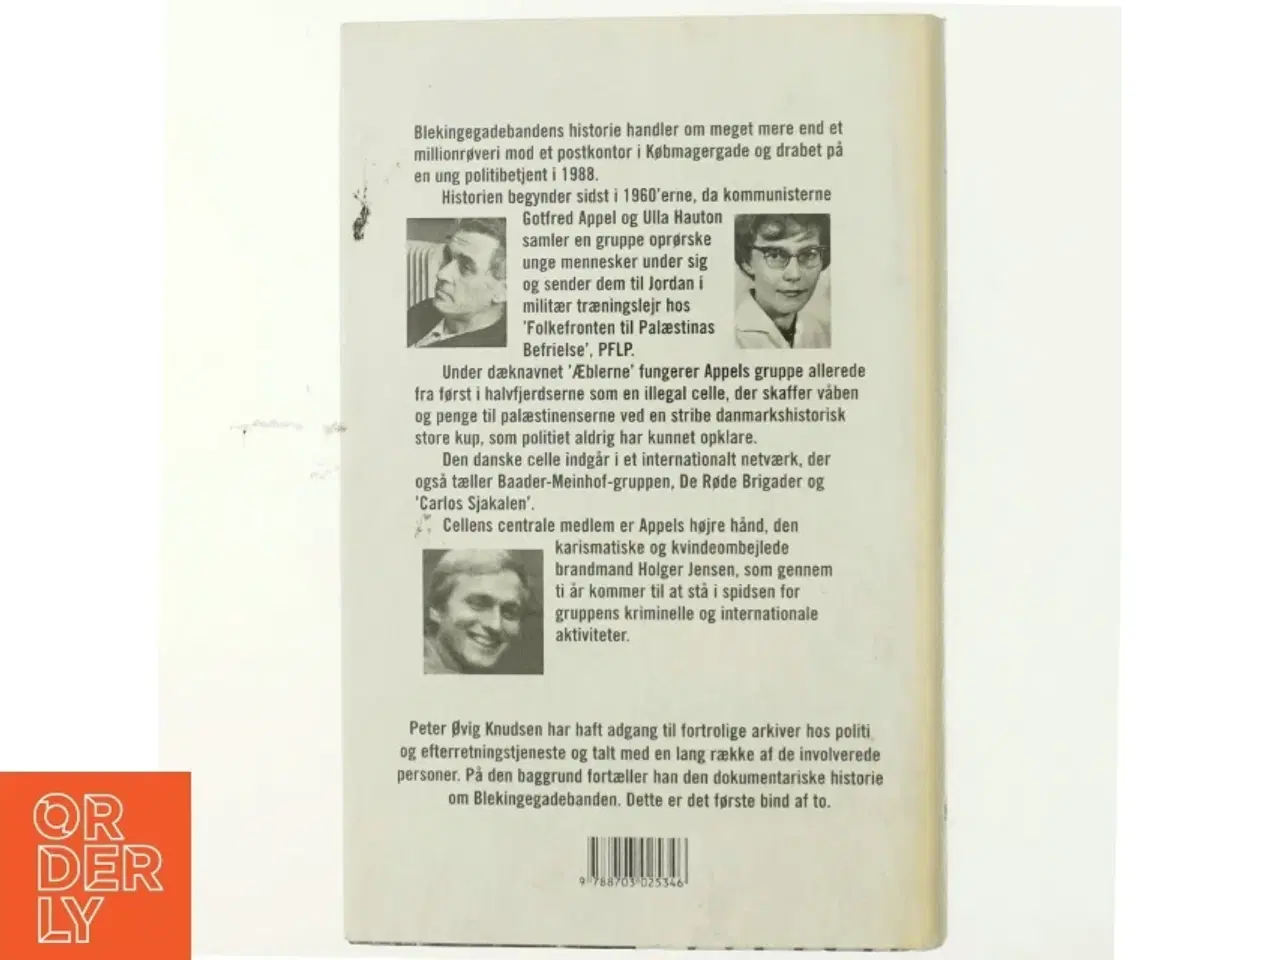 Blekingegadebandens historie handler om meget mere end et
millionrøveri mod et postkontor i Købmagergade og drabet på
en ung politibetjent i 1988.
Historien begynder sidst i 1960'erne, da kommunisterne
Gotfred Appel og Ulla Hauton
samler en gruppe oprørske
unge mennesker under sig
og sender dem til Jordan i
militær træningslejr hos
'Folkefronten til Palæstinas
Befrielse', PFLP.
Under dæknavnet 'Æblerne' fungerer Appels gruppe allerede
fra først i halvfjerdserne som en illegal celle, der skaffer våben
og penge til palæstinenserne ved en stribe danmarkshistorisk
store kup, som politiet aldrig har kunnet opklare.
Den danske celle indgår i et internationalt netværk, der
også tæller Baader-Meinhof-gruppen, De Røde Brigader og
'Carlos Sjakalen'.
Cellens centrale medlem er Appels højre hånd, den
karismatiske og kvindeombejlede
brandmand Holger Jensen, som gennem
ti år kommer til at stå i spidsen for
gruppens kriminelle og internationale
aktiviteter.
Peter Øvig Knudsen har haft adgang til fortrolige arkiver hos politi
og efterretningstjeneste og talt med en lang række af de involverede
personer. På den baggrund fortæller han den dokumentariske historie
om Blekingegadebanden. Dette er det første bind af to.
9 788703 025346
OR
DER
LY